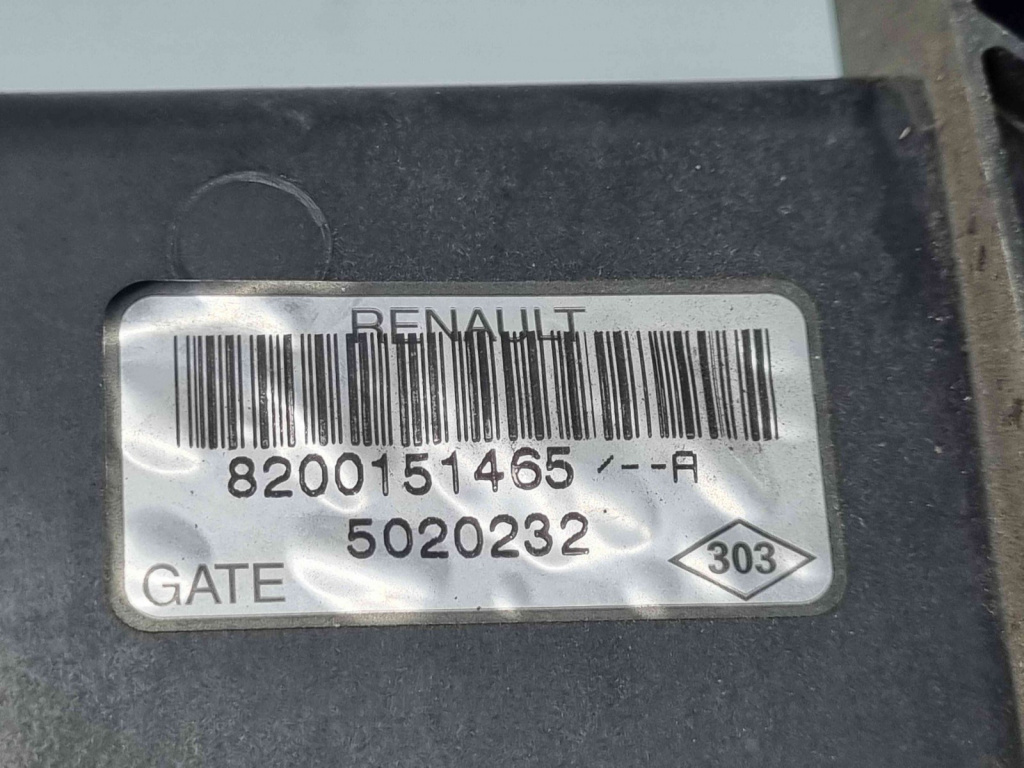 RENAULT
8200151465 /--A
5020232
GATE
303